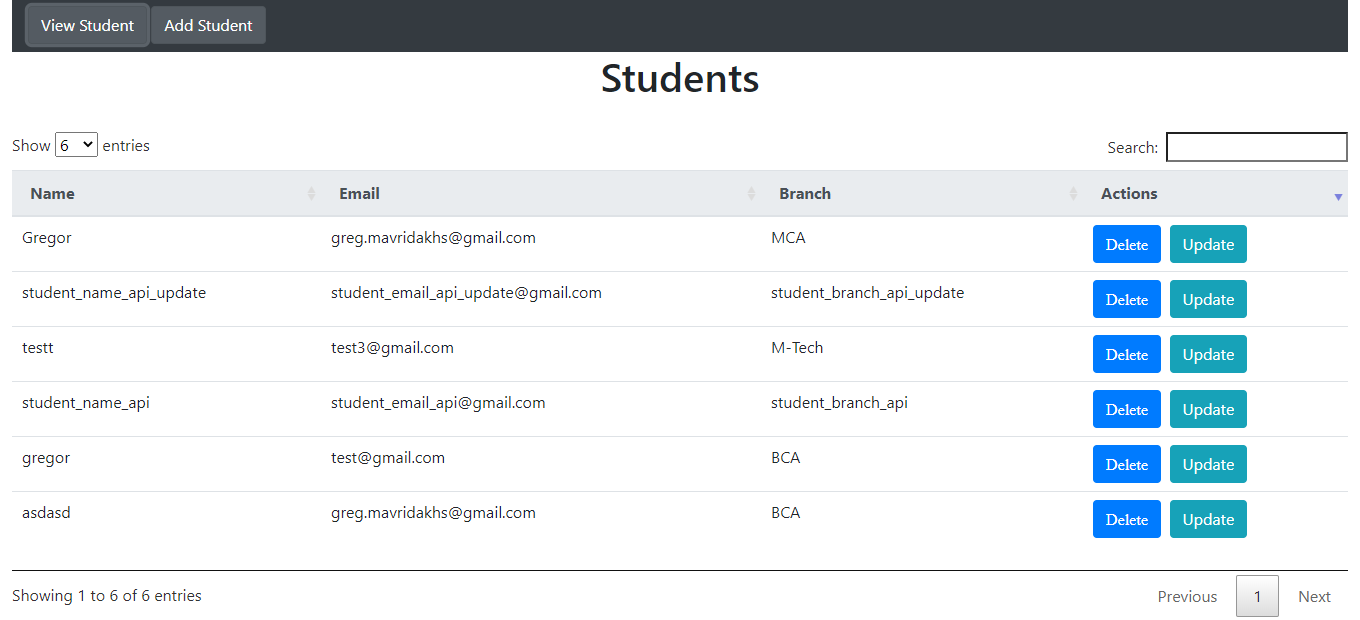 View Student Add Student
Students
Show 6 entries Search:
Name Email Branch Actions
Gregor greg.mavridakhs@gmail.com MCA Delete Update
student_name_api_update student_email_api_update@gmail.com student_branch_api_update Delete Update
testt test3@gmail.com M-Tech Delete Update
student_name_api student_email_api@gmail.com student_branch_api Delete Update
gregor test@gmail.com BCA Delete Update
asdasd greg.mavridakhs@gmail.com BCA Delete Update
Showing 1 to 6 of 6 entries Previous 1 Next